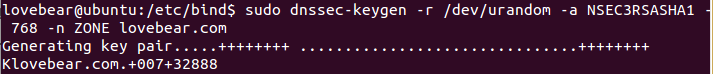 lovebear@ubuntu:/etc/bind$ sudo dnssec-keygen -r /dev/urandom -a NSEC3RSASHA1 -
768 -n ZONE lovebear.com
Generating key pair.....++++++++ ...............................++++++++
Klovebear.com.+007+32888